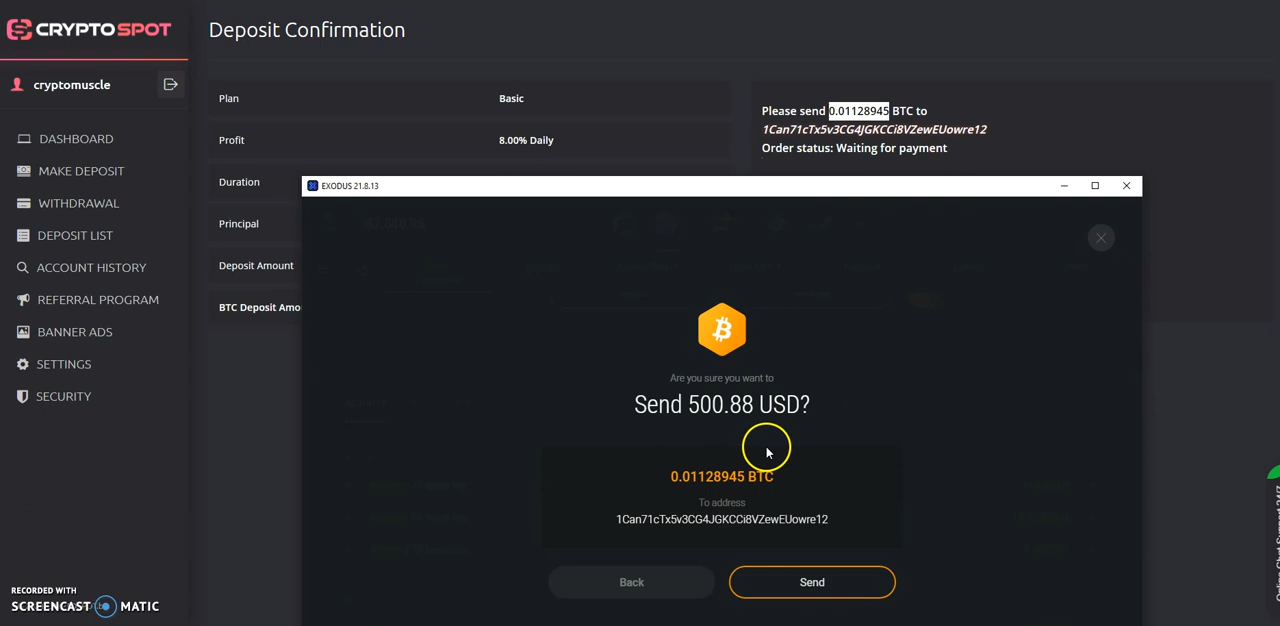 CRYPTOSPOT
Deposit Confirmation
cryptomuscle
DASHBOARD
MAKE DEPOSIT
WITHDRAWAL
DEPOSIT LIST
ACCOUNT HISTORY
REFERRAL PROGRAM
BANNER ADS
SETTINGS
SECURITY
Plan Basic
Profit 8.00% Daily
Duration
Principal
Deposit Amount
BTC Deposit Amo
Please send 0.01128945 BTC to
1Can71cTx5v3CG4JGKCCi8VZewEUowre12
Order status: Waiting for payment
EXODUS 21.8.13
Are you sure you want to
Send 500.88 USD?
0.01128945 BTC
To address
1Can71cTx5v3CG4JGKCCi8VZewEUowre12
Back
Send
RECORDED WITH
SCREENCAST MATIC